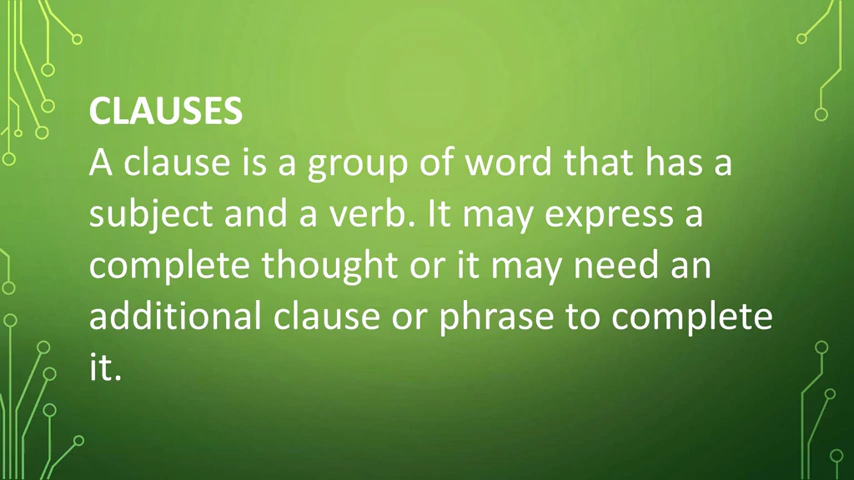 CLAUSES
A clause is a group of word that has a
subject and a verb. It may express a
complete thought or it may need an
additional clause or phrase to complete
it.